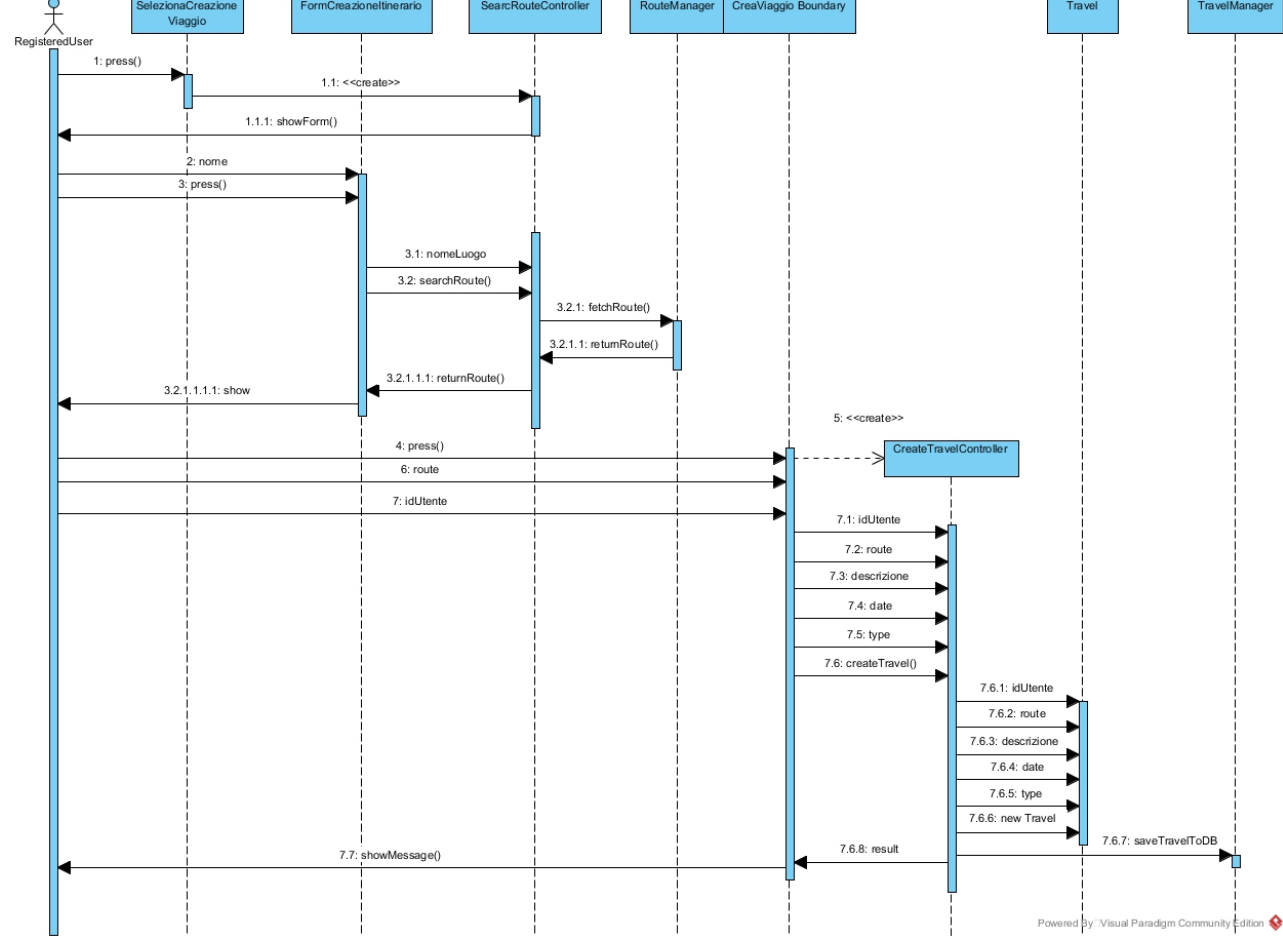 SelezionaCreazione
Viaggio
FormCreazioneItinerario
SearcRouteController
RouteManager
CreaViaggio Boundary
Travel
TravelManager
RegisteredUser
1: press()
1.1: <<create>>
1.1.1: showForm()
2: nome
3: press()
3.1: nomeLuogo
3.2: searchRoute()
3.2.1: fetchRoute()
3.2.1.1: returnRoute()
3.2.1.1.1: returnRoute()
3.2.1.1.1.1: show
5: <<create>>
4: press()
CreateTravelController
6: route
7: idUtente
7.1: idUtente
7.2: route
7.3: descrizione
7.4: date
7.5: type
7.6: createTravel()
7.6.1: idUtente
7.6.2: route
7.6.3: descrizione
7.6.4: date
7.6.5: type
7.6.6: new Travel
7.6.7: saveTravelToDB
7.6.8: result
7.7: showMessage()
Powered By Visual Paradigm Community Edition